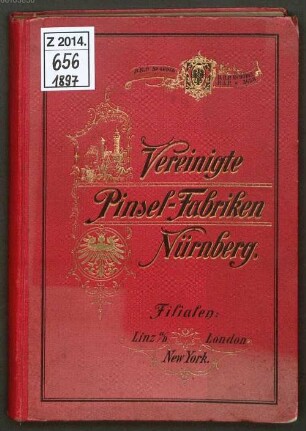 Z 2014.
656
1897
Vereinigte
Pinsel-Fabriken
Nürnberg.
Filialen:
Linz a/D London
New York.